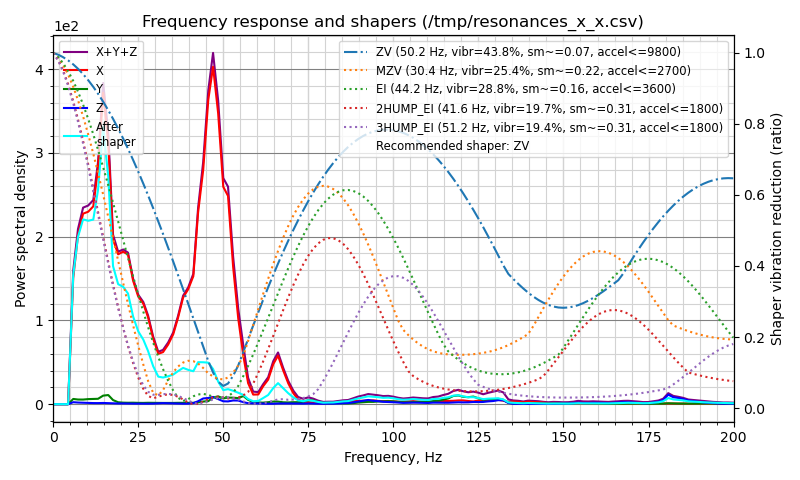 Frequency response and shapers (/tmp/resonances_x_x.csv)
1e2
X+Y+Z
X
Y
Z
After
shaper
ZV (50.2 Hz, vibr=43.8%, sm~=0.07, accel<=9800)
MZV (30.4 Hz, vibr=25.4%, sm~=0.22, accel<=2700)
EI (44.2 Hz, vibr=28.8%, sm~=0.16, accel<=3600)
2HUMP_EI (41.6 Hz, vibr=19.7%, sm~=0.31, accel<=1800)
3HUMP_EI (51.2 Hz, vibr=19.4%, sm~=0.31, accel<=1800)
Recommended shaper: ZV
4
3
2
1
0
Power spectral density
1.0
0.8
0.6
0.4
0.2
0.0
Shaper vibration reduction (ratio)
0 25 50 75 100 125 150 175 200
Frequency, Hz